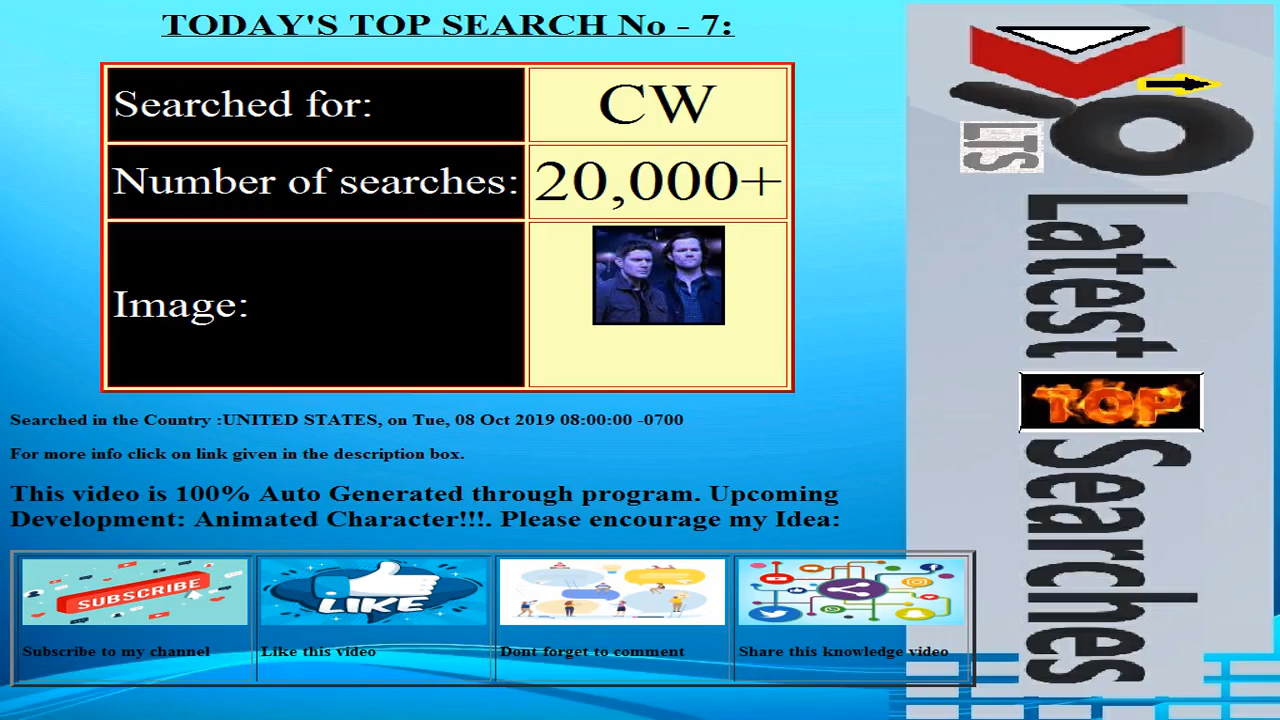 TODAY'S TOP SEARCH No - 7:
Searched for:
CW
Number of searches:
20,000+
Image:
Searched in the Country :UNITED STATES, on Tue, 08 Oct 2019 08:00:00 -0700
For more info click on link given in the description box.
This video is 100% Auto Generated through program. Upcoming
Development: Animated Character!!!. Please encourage my Idea:
SUBSCRIBE
LIKE
Subscribe to my channel
Like this video
Dont forget to comment
Share this knowledge video
LTS
Latest
TOP
Searches